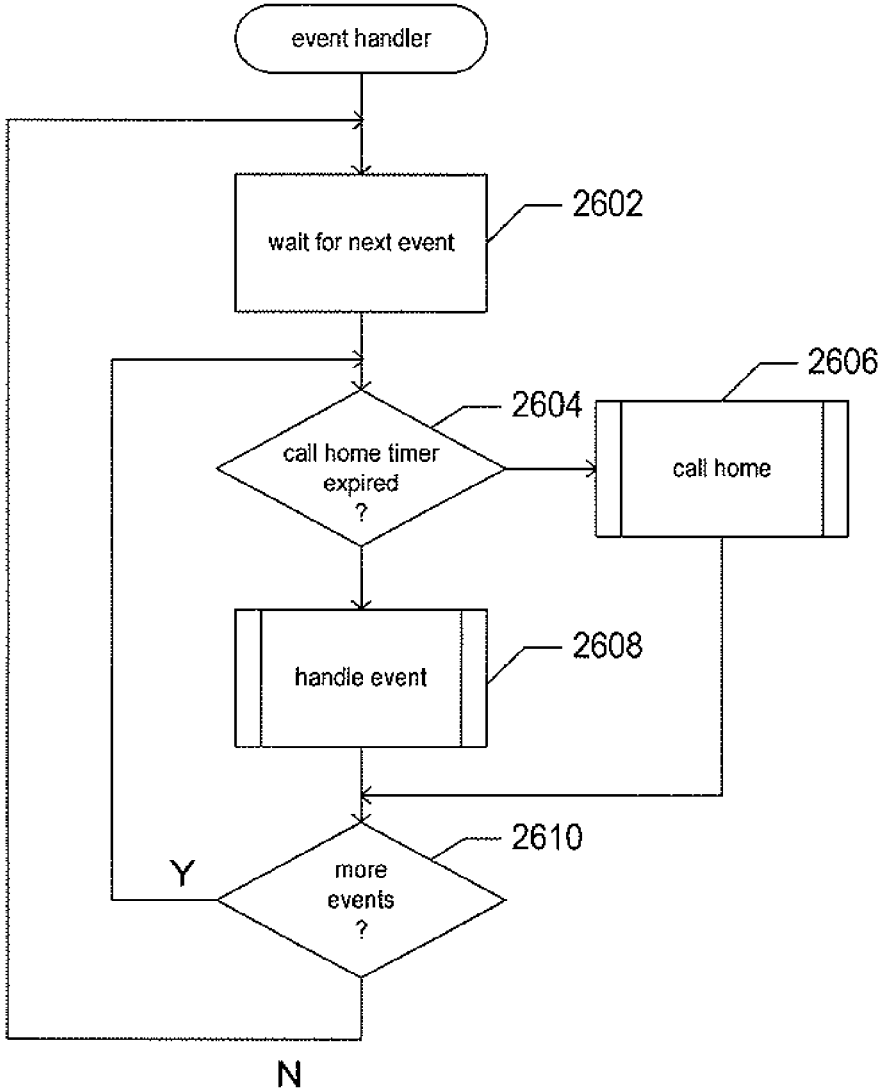 event handler
2602
wait for next event
2606
2604
call home timer
expired
?
call home
2608
handle event
2610
more
events
?
Y
N